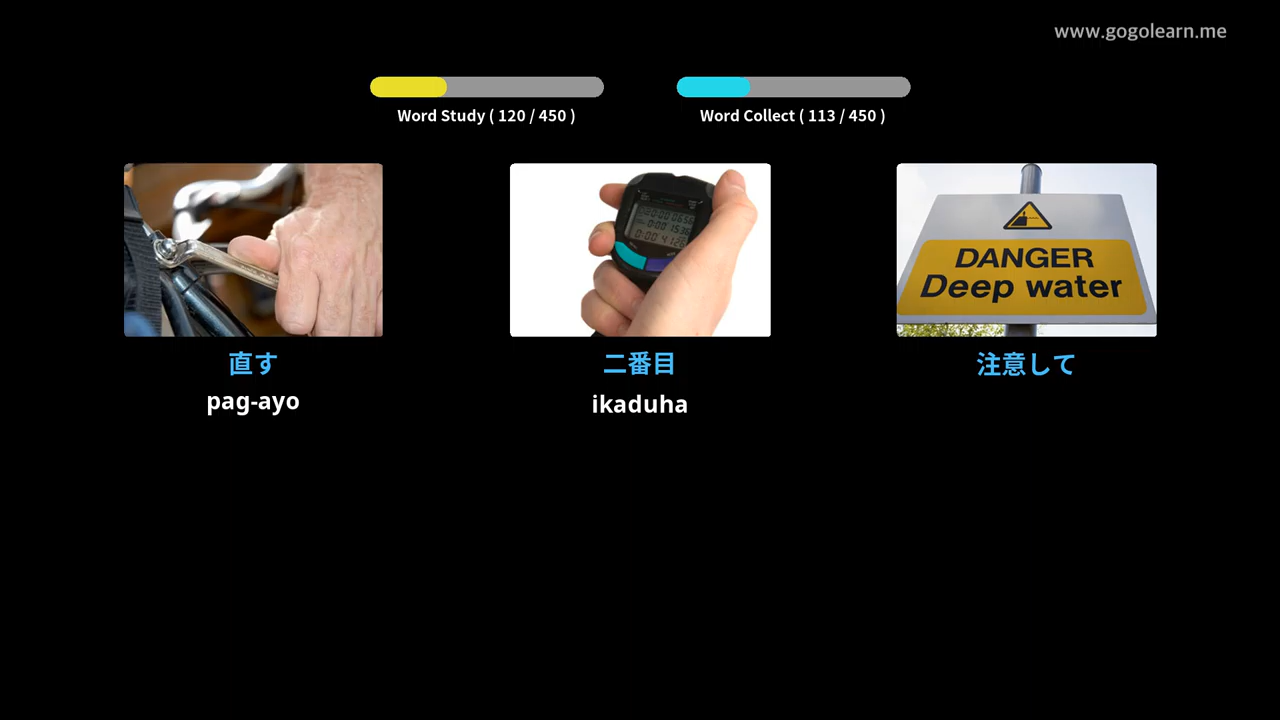 www.gogolearn.me
Word Study ( 120 / 450 )
Word Collect ( 113 / 450 )
DANGER
Deep water
直す
二番目
注意して
pag-ayo
ikaduha